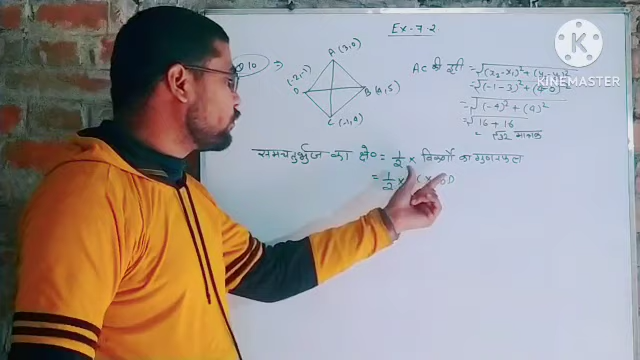 Ex-7.2
Q 10
A (3,0)
(-2,-1)
D
B (4,5)
C (-1,4)
AC की दूरी = √(x₂-x₁)² + (y₂-y₁)²
= √(-1-3)² + (4-0)²
= √(-4)² + (4)²
= √16 + 16
= √32 मात्रक
समचतुर्भुज का क्षे० = 1/2 × विकर्णों का गुणनफल
= 1/2 × C × BD
KINEMASTER